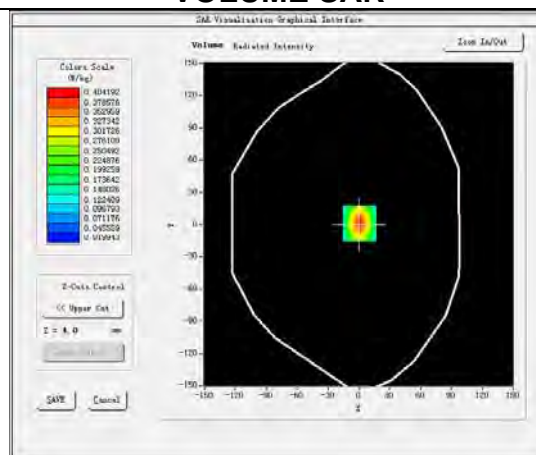 VOLUME SAR
SAR Visualisation Graphical Interface
Volume Radiated Intensity
Zoom In/Out
Colors Scale
(W/kg)
0.404192
0.378576
0.352959
0.327342
0.301726
0.276109
0.250492
0.224876
0.199259
0.173642
0.148026
0.122409
0.096793
0.071176
0.045559
Z-Cuts Control
<< Upper Cut
Z = 4.0 mm
SAVE
Cancel
150
120
90
60
30
0
-30
-60
-90
-120
-150
Y
-150 -120 -90 -60 -30 0 30 60 90 120 150
X